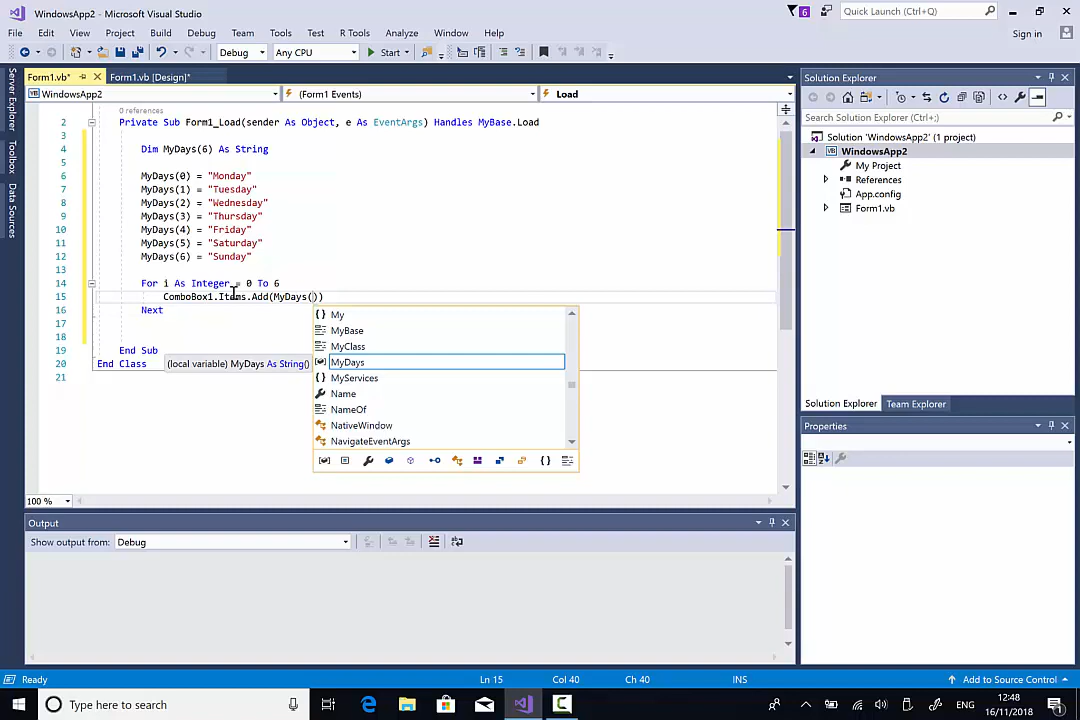 WindowsApp2 - Microsoft Visual Studio
6
Quick Launch (Ctrl+Q)
File Edit View Project Build Debug Team Tools Test R Tools Analyze Window Help
Sign in
Debug Any CPU Start
Server Explorer
Toolbox
Data Sources
Form1.vb* Form1.vb [Design]*
WindowsApp2 (Form1 Events) Load
0 references
2 Private Sub Form1_Load(sender As Object, e As EventArgs) Handles MyBase.Load
3
4 Dim MyDays(6) As String
5
6 MyDays(0) = "Monday"
7 MyDays(1) = "Tuesday"
8 MyDays(2) = "Wednesday"
9 MyDays(3) = "Thursday"
10 MyDays(4) = "Friday"
11 MyDays(5) = "Saturday"
12 MyDays(6) = "Sunday"
13
14 For i As Integer = 0 To 6
15 ComboBox1.Items.Add(MyDays())
16 Next
17
18
19 End Sub
20 End Class
21
(local variable) MyDays As String()
My
MyBase
MyClass
MyDays
MyServices
Name
NameOf
NativeWindow
NavigateEventArgs
100 %
Output
Show output from: Debug
Solution Explorer
Search Solution Explorer (Ctrl+;)
Solution 'WindowsApp2' (1 project)
WindowsApp2
My Project
References
App.config
Form1.vb
Solution Explorer Team Explorer
Properties
Ready Ln 15 Col 40 Ch 40 INS Add to Source Control
Type here to search
ENG
12:48
16/11/2018
1